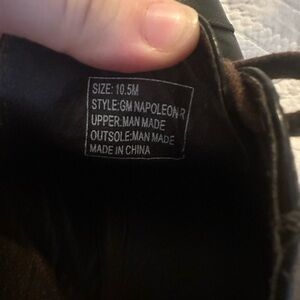 SIZE: 10.5M
STYLE:GM NAPOLEON R
UPPER:MAN MADE
OUTSOLE:MAN MADE
MADE IN CHINA